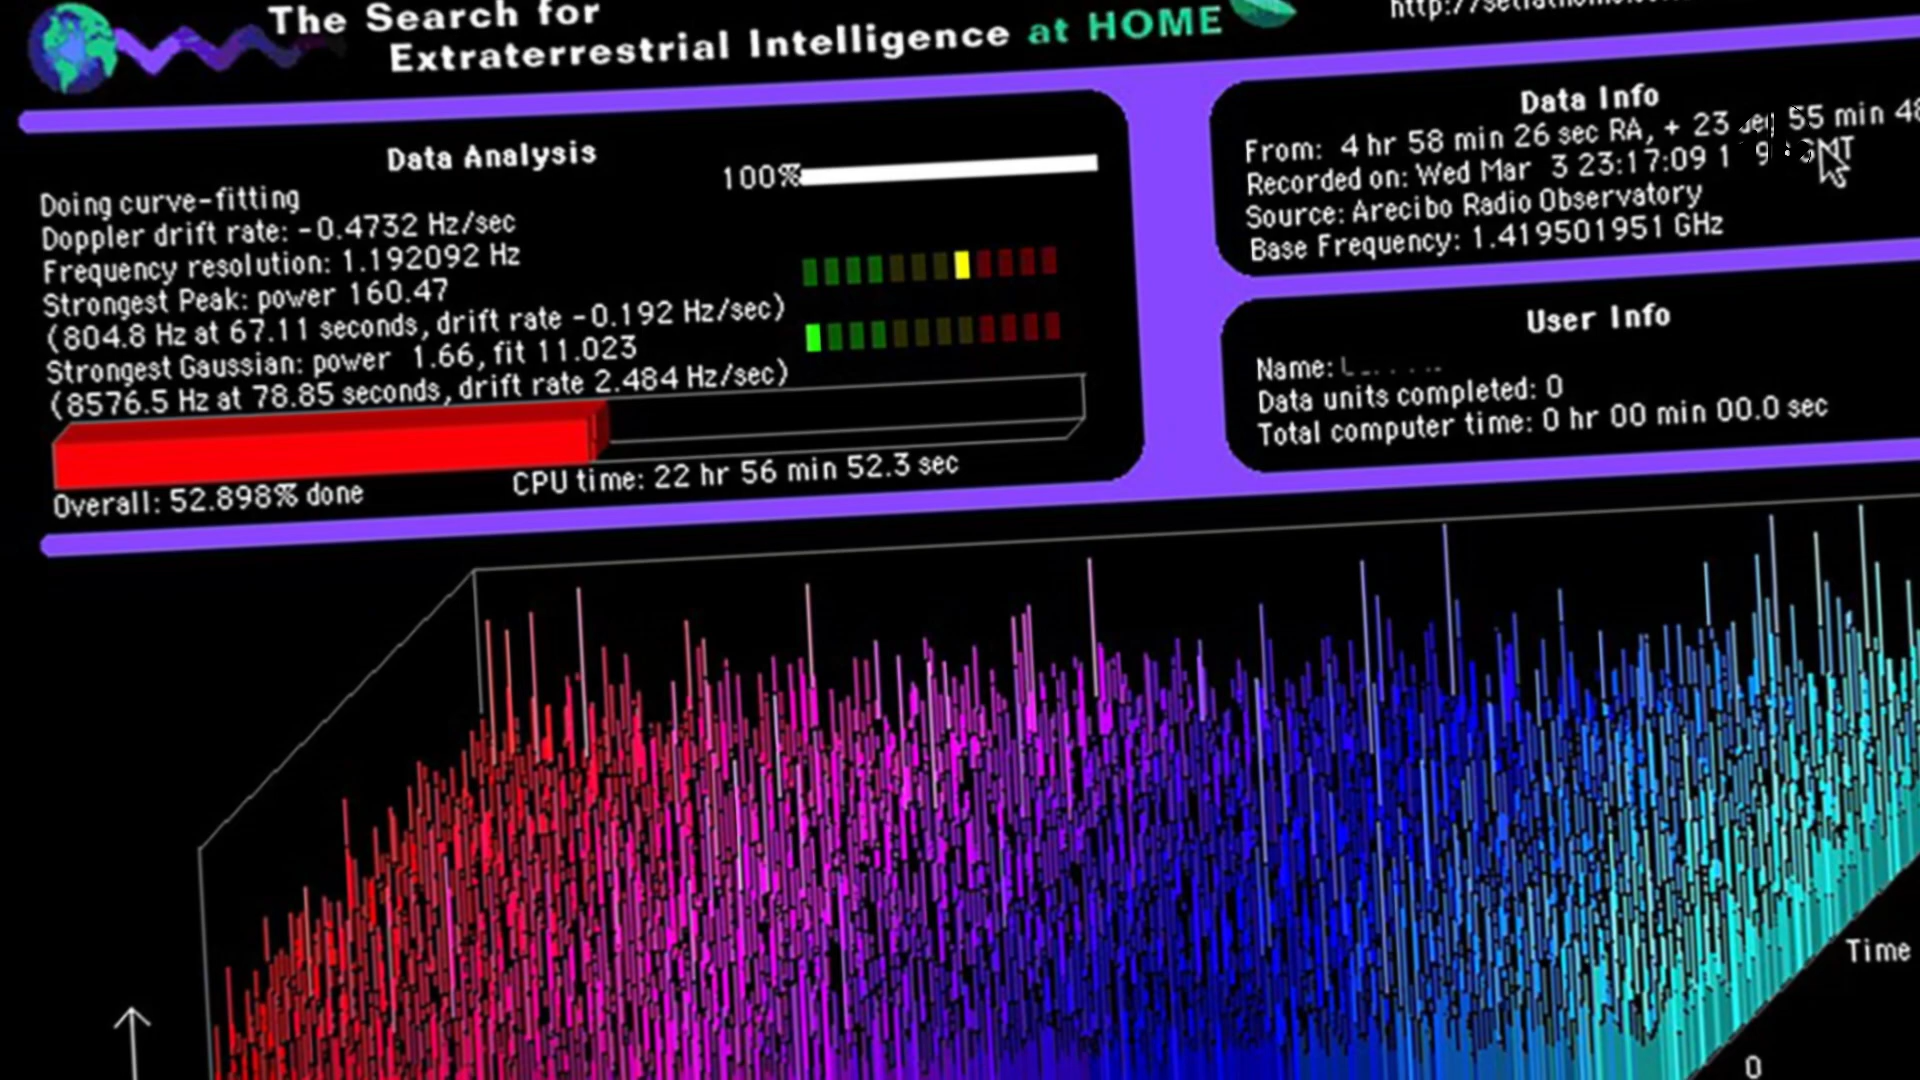 The Search for
Extraterrestrial Intelligence at HOME
Data Analysis
Doing curve-fitting
100%
Doppler drift rate: -0.4732 Hz/sec
Frequency resolution: 1.192092 Hz
Strongest Peak: power 160.47
(804.8 Hz at 67.11 seconds, drift rate -0.192 Hz/sec)
Strongest Gaussian: power 1.66, fit 11.023
(8576.5 Hz at 78.85 seconds, drift rate 2.484 Hz/sec)
Overall: 52.898% done
CPU time: 22 hr 56 min 52.3 sec
Data Info
From: 4 hr 58 min 26 sec RA, + 23 55 min
Recorded on: Wed Mar 3 23:17:09
Source: Arecibo Radio Observatory
Base Frequency: 1.419501951 GHz
User Info
Name:
Data units completed: 0
Total computer time: 0 hr 00 min 00.0 sec
Time
0